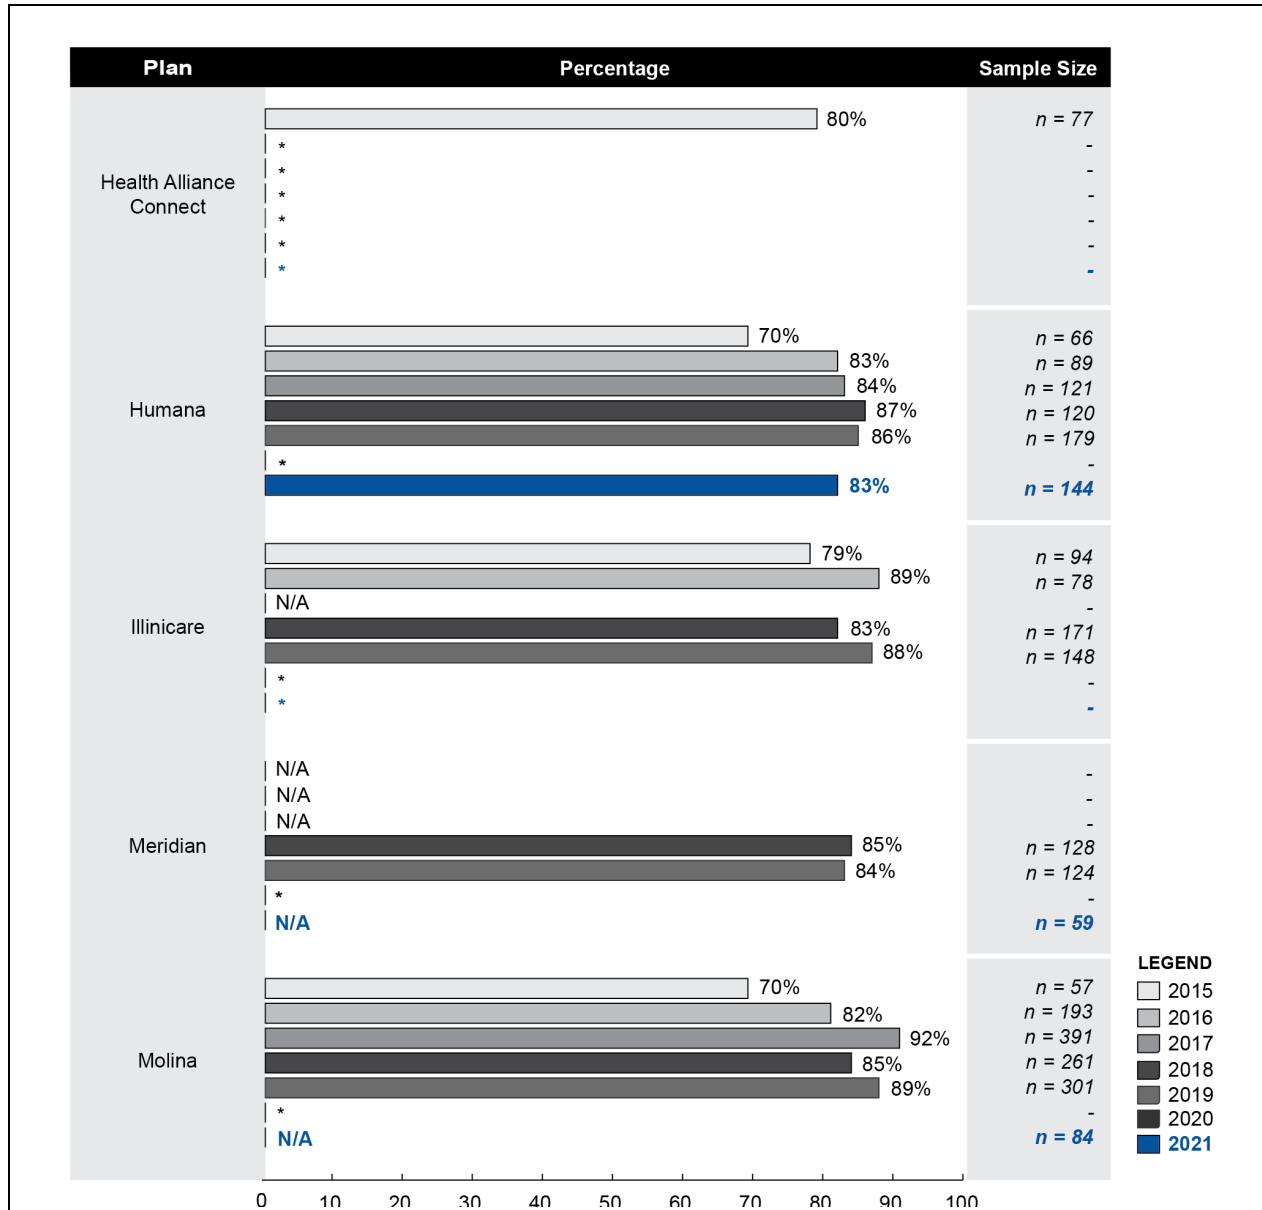 Plan Percentage Sample Size
80% n = 77
* -
* -
Health Alliance
Connect
* -
* -
* -
* -
70% n = 66
83% n = 89
84% n = 121
Humana 87% n = 120
86% n = 179
* -
83% n = 144
79% n = 94
89% n = 78
N/A -
Illinicare 83% n = 171
88% n = 148
* -
* -
N/A -
N/A -
N/A -
Meridian 85% n = 128
84% n = 124
* -
N/A n = 59
70% n = 57
82% n = 193
92% n = 391
Molina 85% n = 261
89% n = 301
* -
N/A n = 84
LEGEND
2015
2016
2017
2018
2019
2020
2021
0 10 20 30 40 50 60 70 80 90 100